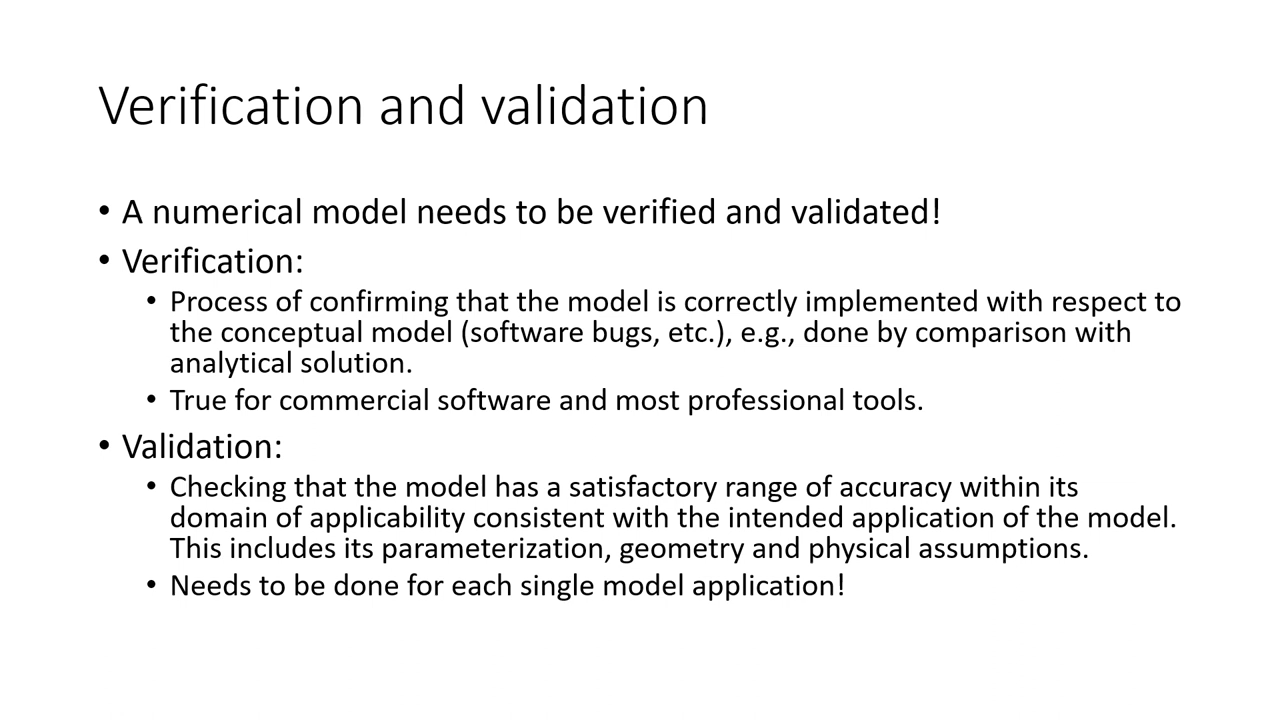 Verification and validation
• A numerical model needs to be verified and validated!
• Verification:
• Process of confirming that the model is correctly implemented with respect to
the conceptual model (software bugs, etc.), e.g., done by comparison with
analytical solution.
• True for commercial software and most professional tools.
• Validation:
• Checking that the model has a satisfactory range of accuracy within its
domain of applicability consistent with the intended application of the model.
This includes its parameterization, geometry and physical assumptions.
• Needs to be done for each single model application!